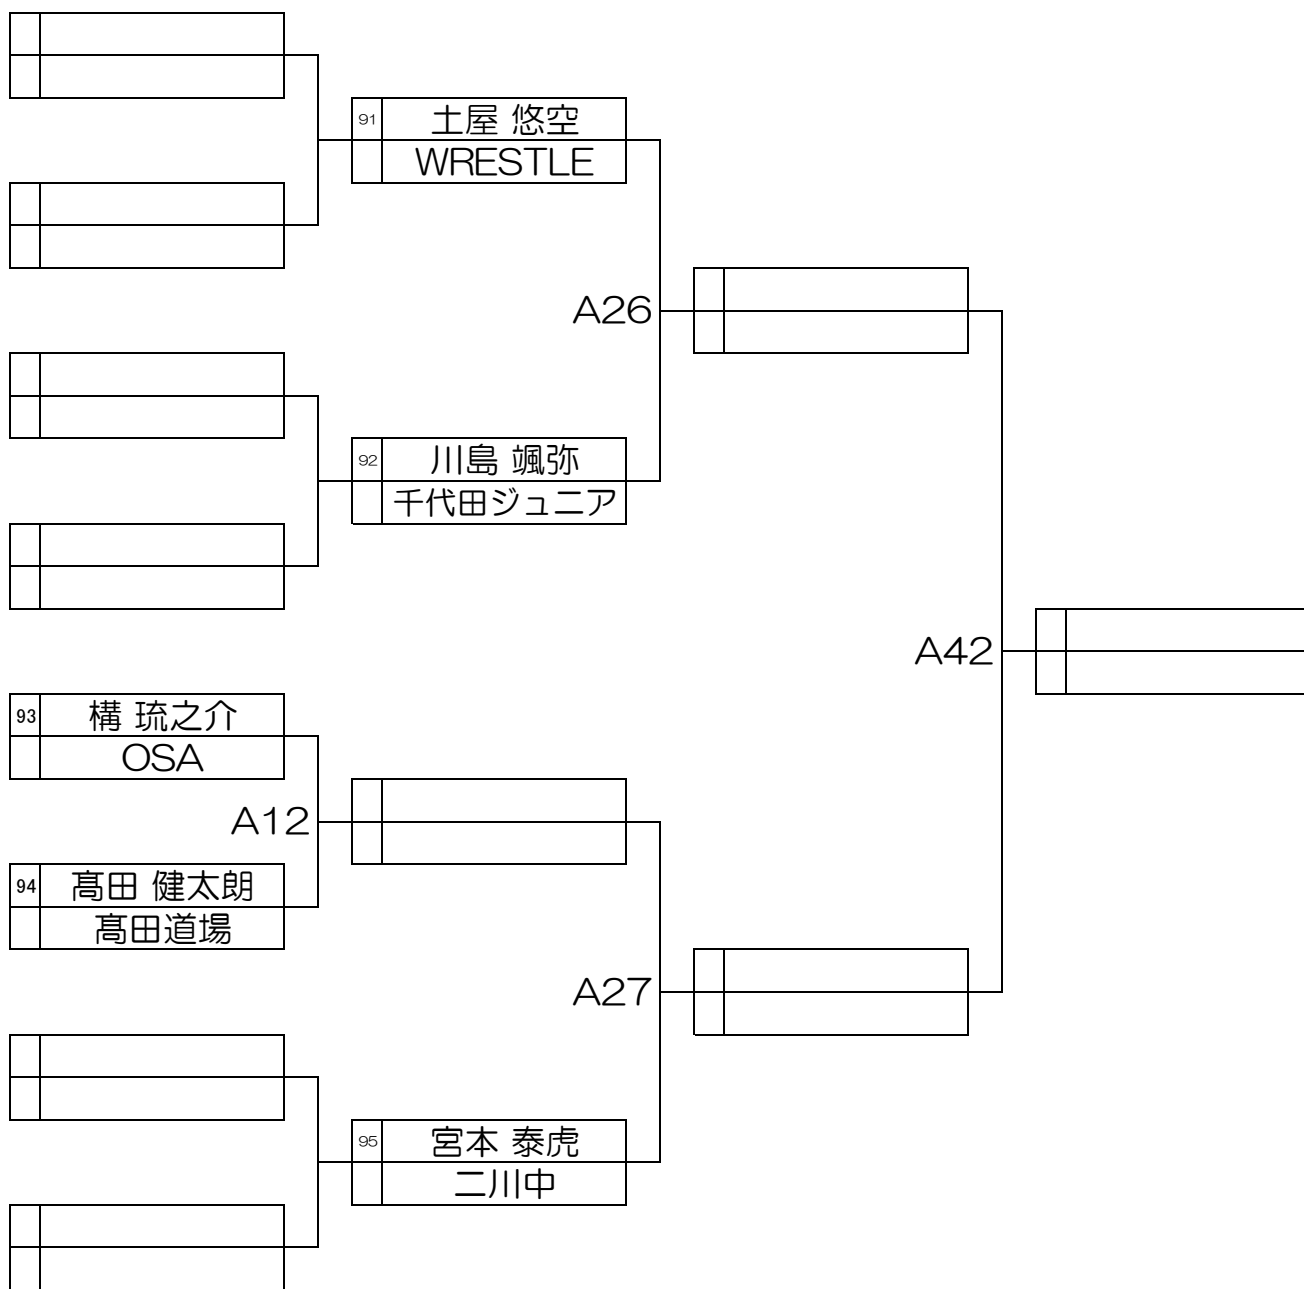 91
土屋 悠空
WRESTLE
A26
92
川島 颯弥
千代田ジュニア
A42
93
構 琉之介
OSA
A12
94
髙田 健太朗
髙田道場
A27
95
宮本 泰虎
二川中